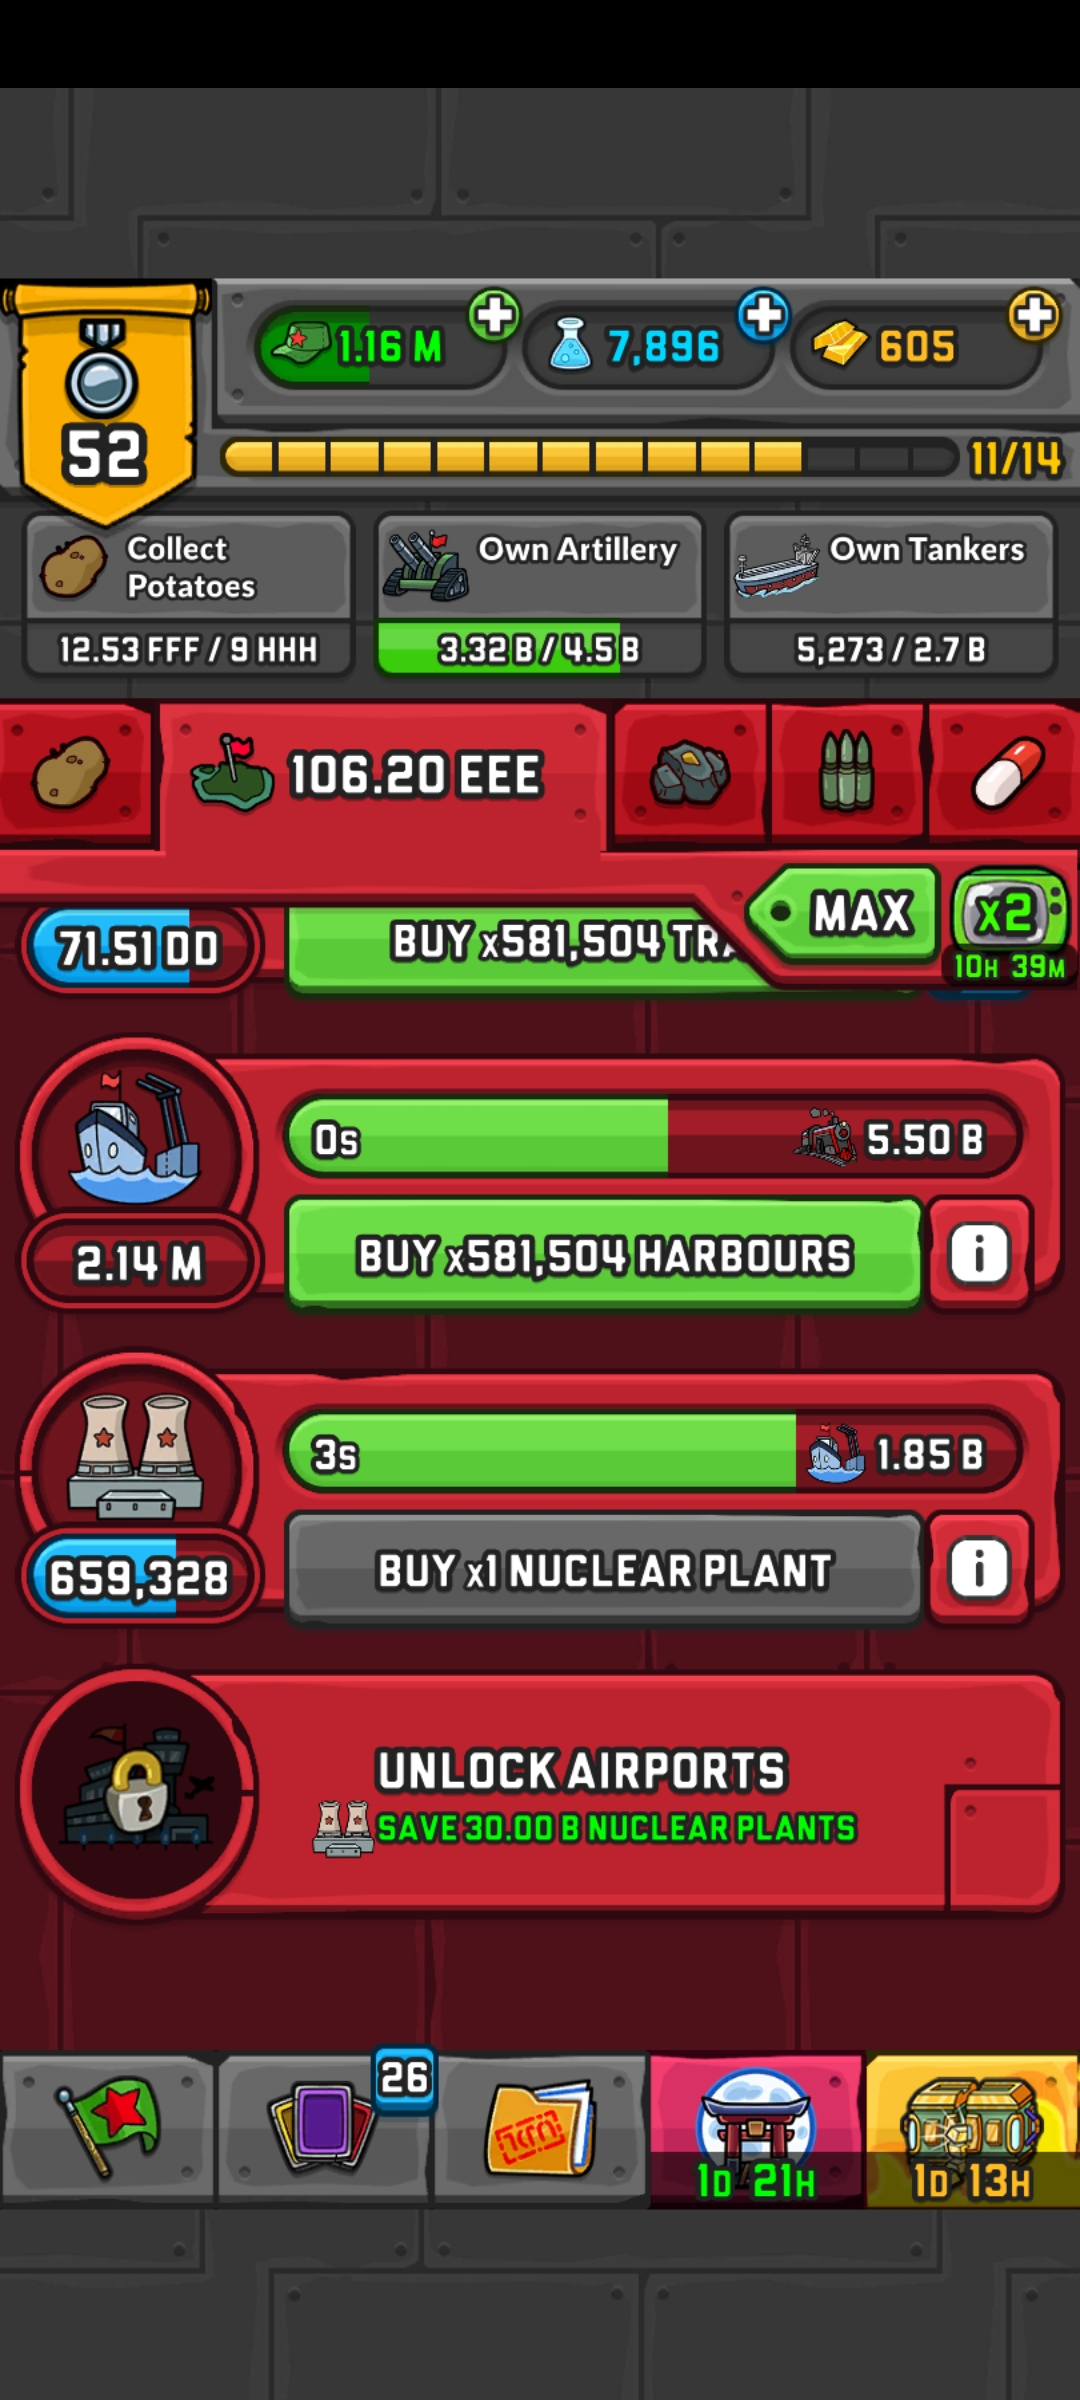 1.16 M
7,896
605
52
11/14
Collect
Potatoes
Own Artillery
Own Tankers
12.53 FFF / 9 HHH
3.32 B / 4.5 B
5,273 / 2.7 B
106.20 EEE
MAX
x2
10H 39M
71.51 DD
BUY x581,504
0s
5.50 B
2.14 M
BUY x581,504 HARBOURS
i
3s
1.85 B
659,328
BUY x1 NUCLEAR PLANT
i
UNLOCK AIRPORTS
SAVE 30.00 B NUCLEAR PLANTS
26
1D 21H
1D 13H